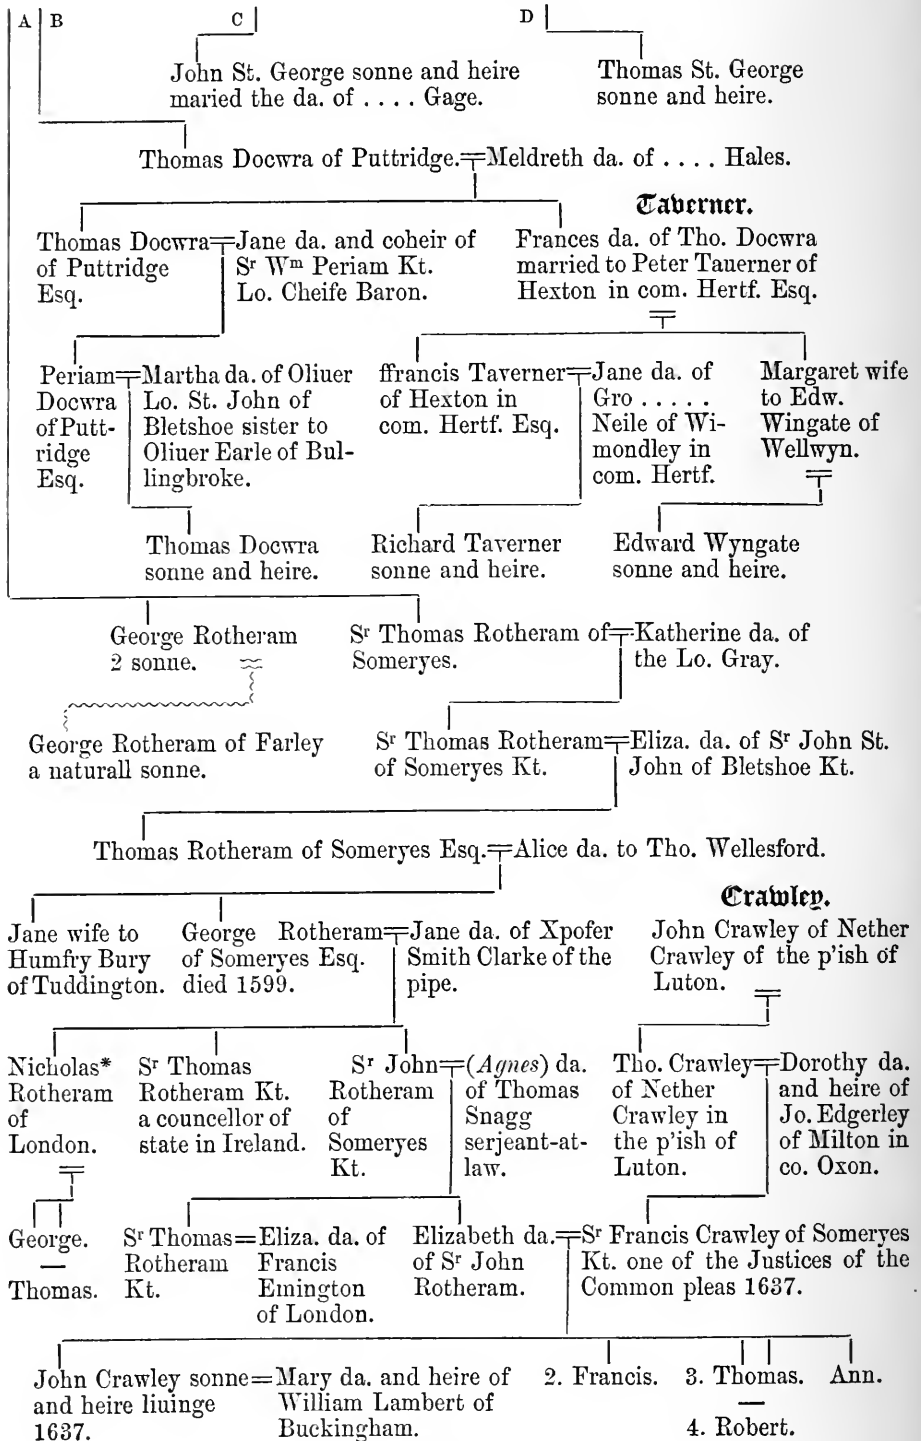 A B C D
John St. George sonne and heire
maried the da. of .... Gage.
Thomas St. George
sonne and heire.
Thomas Docwra of Puttridge.=Meldreth da. of .... Hales.
Taverner.
Thomas Docwra
of Puttridge
Esq.
=Jane da. and coheir of
Sr Wm Periam Kt.
Lo. Cheife Baron.
Frances da. of Tho. Docwra
married to Peter Tauerner of
Hexton in com. Hertf. Esq.
Periam
Docwra
of Putt-
ridge
Esq.
=Martha da. of Oliuer
Lo. St. John of
Bletshoe sister to
Oliuer Earle of Bul-
lingbroke.
ffrancis Taverner
of Hexton in
com. Hertf. Esq.
=Jane da. of
Gro .....
Neile of Wi-
mondley in
com. Hertf.
Margaret wife
to Edw.
Wingate of
Wellwyn.
Thomas Docwra
sonne and heire.
Richard Taverner
sonne and heire.
Edward Wyngate
sonne and heire.
George Rotheram
2 sonne.
Sr Thomas Rotheram of
Someryes.
=Katherine da. of
the Lo. Gray.
George Rotheram of Farley
a naturall sonne.
Sr Thomas Rotheram
of Someryes Kt.
=Eliza. da. of Sr John St.
John of Bletshoe Kt.
Thomas Rotheram of Someryes Esq.=Alice da. to Tho. Wellesford.
Crawley.
Jane wife to
Humfry Bury
of Tuddington.
George Rotheram
of Someryes Esq.
died 1599.
=Jane da. of Xpofer
Smith Clarke of the
pipe.
John Crawley of Nether
Crawley of the p'ish of
Luton.
Nicholas*
Rotheram
of
London.
Sr Thomas
Rotheram Kt.
a councellor of
state in Ireland.
Sr John
Rotheram
of
Someryes
Kt.
=(Agnes) da.
of Thomas
Snagg
serjeant-at-
law.
Tho. Crawley
of Nether
Crawley in
the p'ish of
Luton.
=Dorothy da.
and heire of
Jo. Edgerley
of Milton in
co. Oxon.
George.
—
Thomas.
Sr Thomas
Rotheram
Kt.
=Eliza. da. of
Francis
Emington
of London.
Elizabeth da.
of Sr John
Rotheram.
=Sr Francis Crawley of Someryes
Kt. one of the Justices of the
Common pleas 1637.
John Crawley sonne
and heire liuinge
1637.
=Mary da. and heire of
William Lambert of
Buckingham.
2. Francis.
3. Thomas.
—
4. Robert.
Ann.